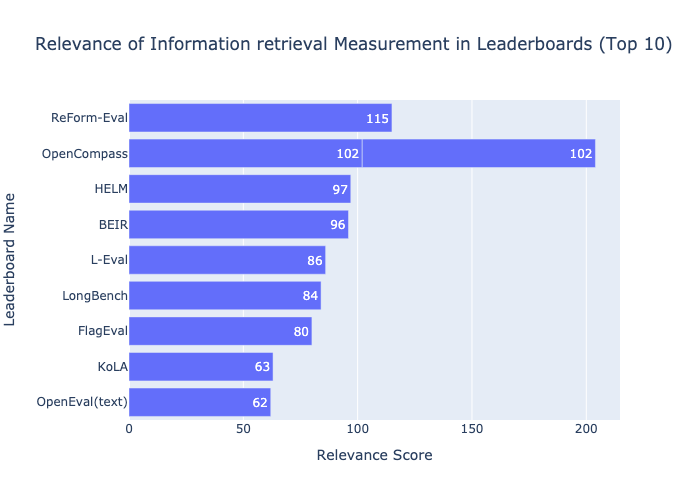 Relevance of Information retrieval Measurement in Leaderboards (Top 10)
Leaderboard Name
ReForm-Eval 115
OpenCompass 102 102
HELM 97
BEIR 96
L-Eval 86
LongBench 84
FlagEval 80
KoLA 63
OpenEval(text) 62
0 50 100 150 200
Relevance Score